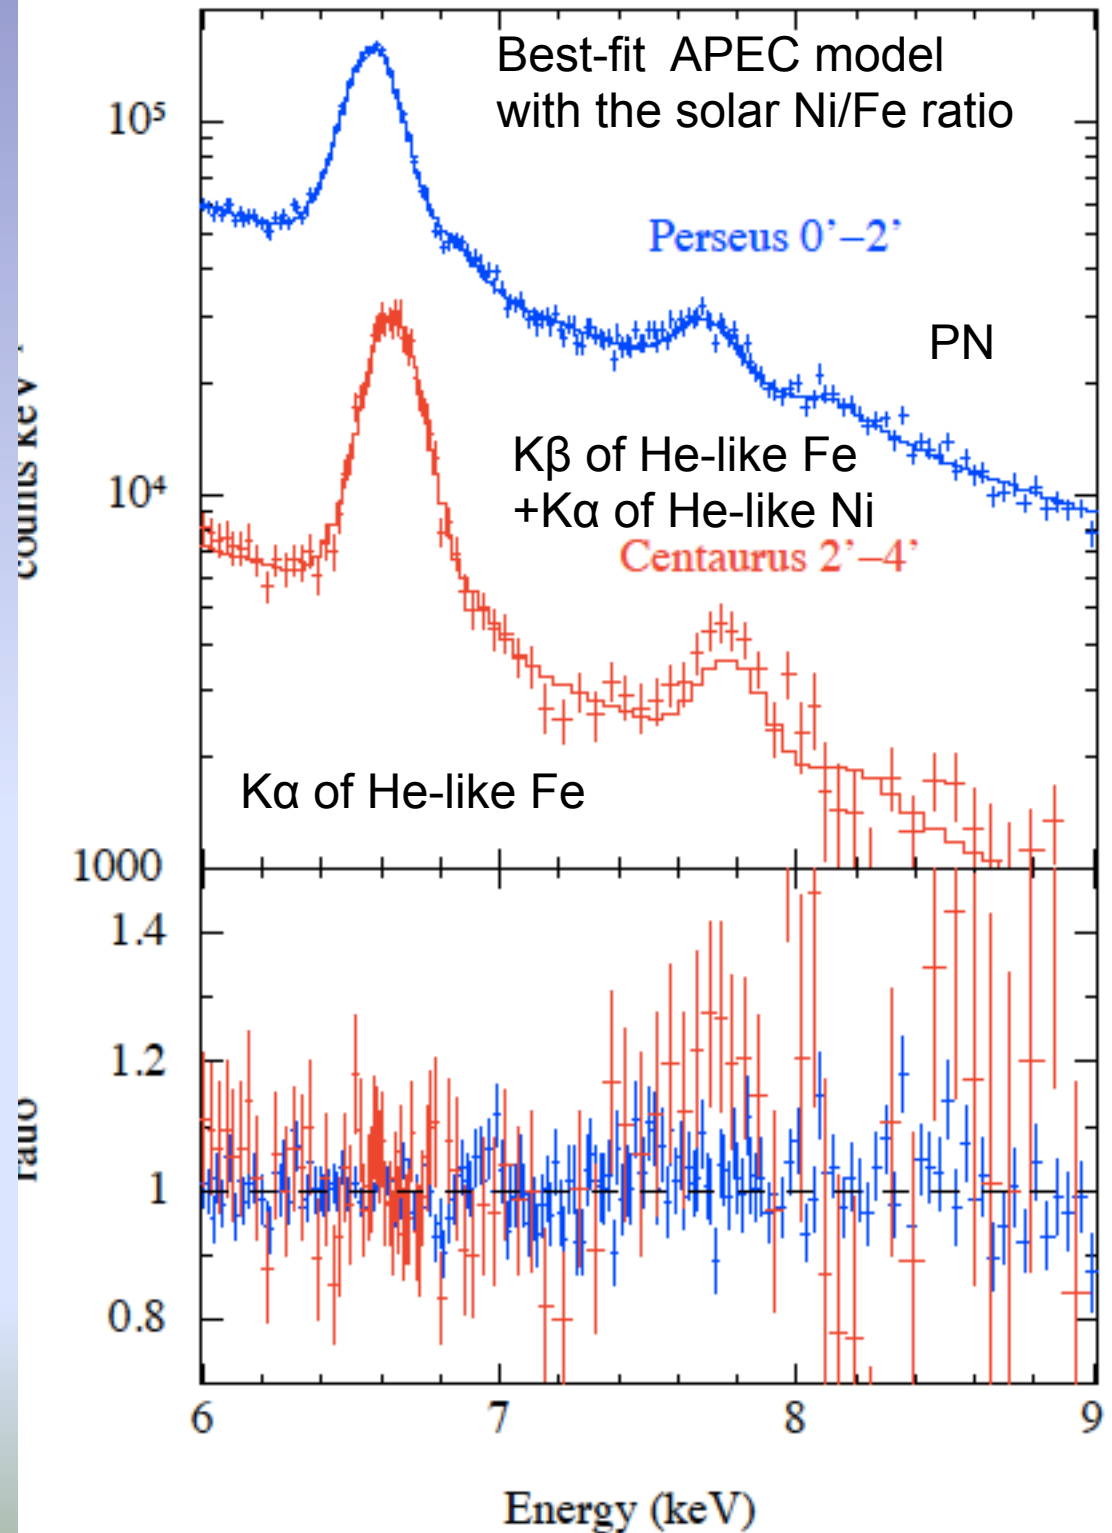 Best-fit APEC model
with the solar Ni/Fe ratio
10⁵
Perseus 0’–2’
PN
Kβ of He-like Fe
+Kα of He-like Ni
10⁴
Centaurus 2’–4’
Kα of He-like Fe
1000
1.4
1.2
1
0.8
6 7 8 9
Energy (keV)